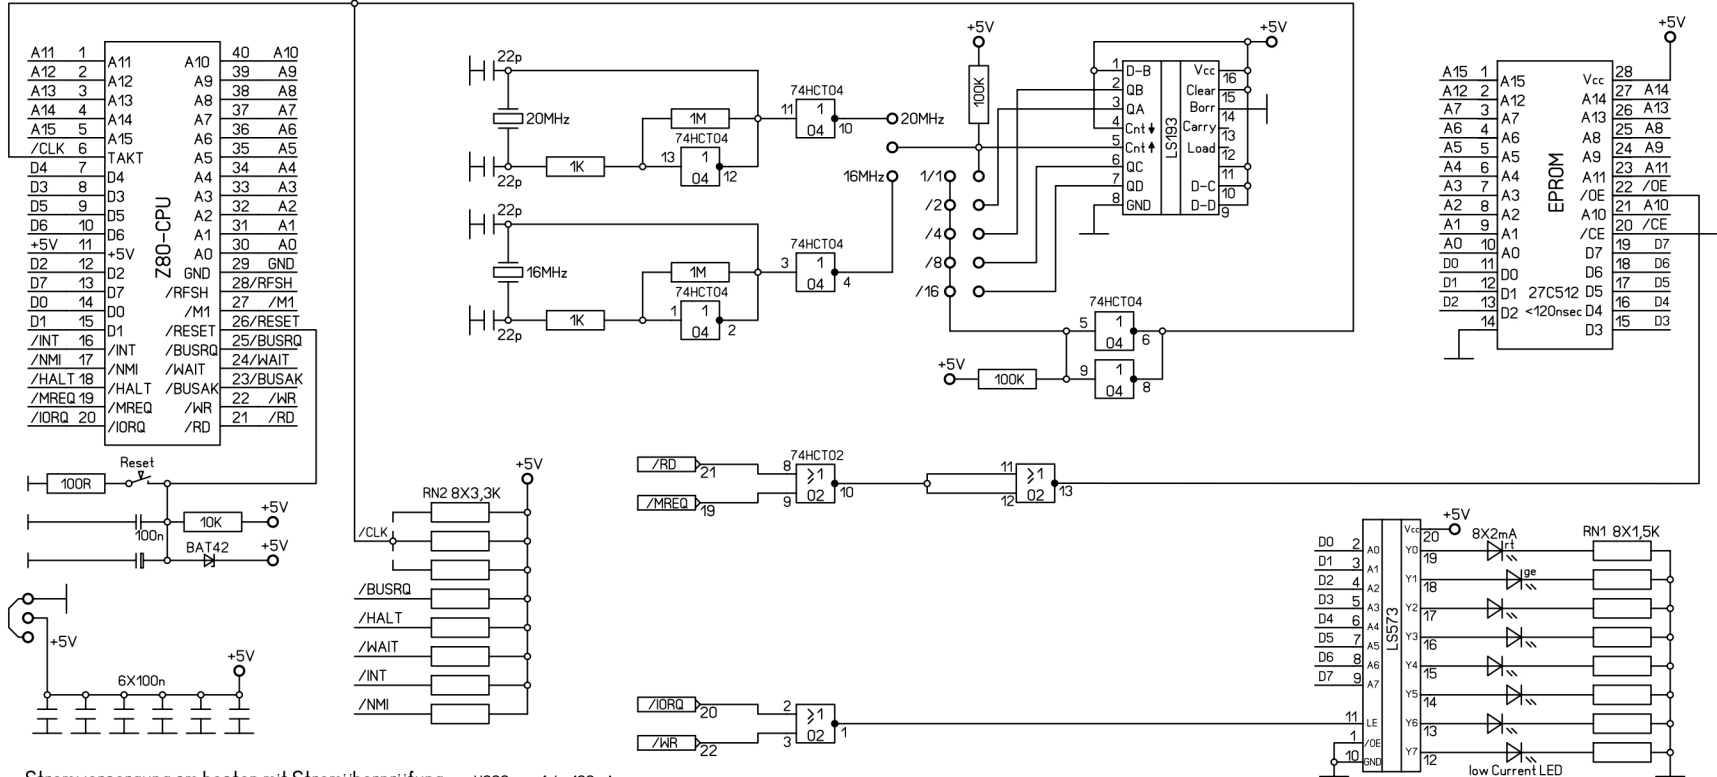 A11 1 A11 A10 40 A10
A12 2 A12 A9 39 A9
A13 3 A13 A8 38 A8
A14 4 A14 A7 37 A7
A15 5 A15 A6 36 A6
/CLK 6 TAKT A5 35 A5
D4 7 D4 A4 34 A4
D3 8 D3 A3 33 A3
D5 9 D5 A2 32 A2
D6 10 D6 A1 31 A1
+5V 11 +5V A0 30 A0
D2 12 D2 GND 29 GND
D7 13 D7 /RFSH 28 /RFSH
D0 14 D0 /M1 27 /M1
D1 15 D1 /RESET 26 /RESET
/INT 16 /INT /BUSRQ 25 /BUSRQ
/NMI 17 /NMI /WAIT 24 /WAIT
/HALT 18 /HALT /BUSAK 23 /BUSAK
/MREQ 19 /MREQ /WR 22 /WR
/IORQ 20 /IORQ /RD 21 /RD
Z80-CPU
Reset
100R
100n
10K
+5V
BAT42
+5V
+5V
+5V
6X100n
22p
20MHz
22p
1K
1M
74HCT04
13 1 04 12
74HCT04
11 1 04 10
20MHz
16MHz
22p
16MHz
22p
1K
1M
74HCT04
1 1 04 2
74HCT04
3 1 04 4
+5V
100K
1/1
/2
/4
/8
/16
+5V
1 D-B Vcc 16
2 QB Clear 15
3 QA Borr 14
4 Cnt↓ Carry 13
5 Cnt↑ Load 12
6 QC 11
7 QD D-C 10
8 GND D-D 9
LS193
74HCT04
5 1 04 6
+5V
100K
9 1 04 8
+5V
A15 1 A15 Vcc 28
A12 2 A12 A14 27 A14
A7 3 A7 A13 26 A13
A6 4 A6 A8 25 A8
A5 5 A5 A9 24 A9
A4 6 A4 A11 23 A11
A3 7 A3 /OE 22 /OE
A2 8 A2 A10 21 A10
A1 9 A1 /CE 20 /CE
A0 10 A0 D7 19 D7
D0 11 D0 D6 18 D6
D1 12 D1 27C512 D5 17 D5
D2 13 D2 <120nsec D4 16 D4
14 D3 15 D3
EPROM
+5V
RN2 8X3,3K
/CLK
/BUSRQ
/HALT
/WAIT
/INT
/NMI
/RD 21
/MREQ 19
74HCT02
8 9 ≥1 02 10
11 12 ≥1 02 13
/IORQ 20
/WR 22
2 3 ≥1 02 1
+5V
Vcc 20
D0 2 A0 Y0 19
D1 3 A1 Y1 18
D2 4 A2 Y2 17
D3 5 A3 Y3 16
D4 6 A4 Y4 15
D5 7 A5 Y5 14
D6 8 A6 Y6 13
D7 9 A7 Y7 12
11 LE
1 /OE
10 GND
LS573
8X2mA
rt
ge
RN1 8X1,5K
low Current LED
Stromversorgung am besten mit Stromüberprüfung